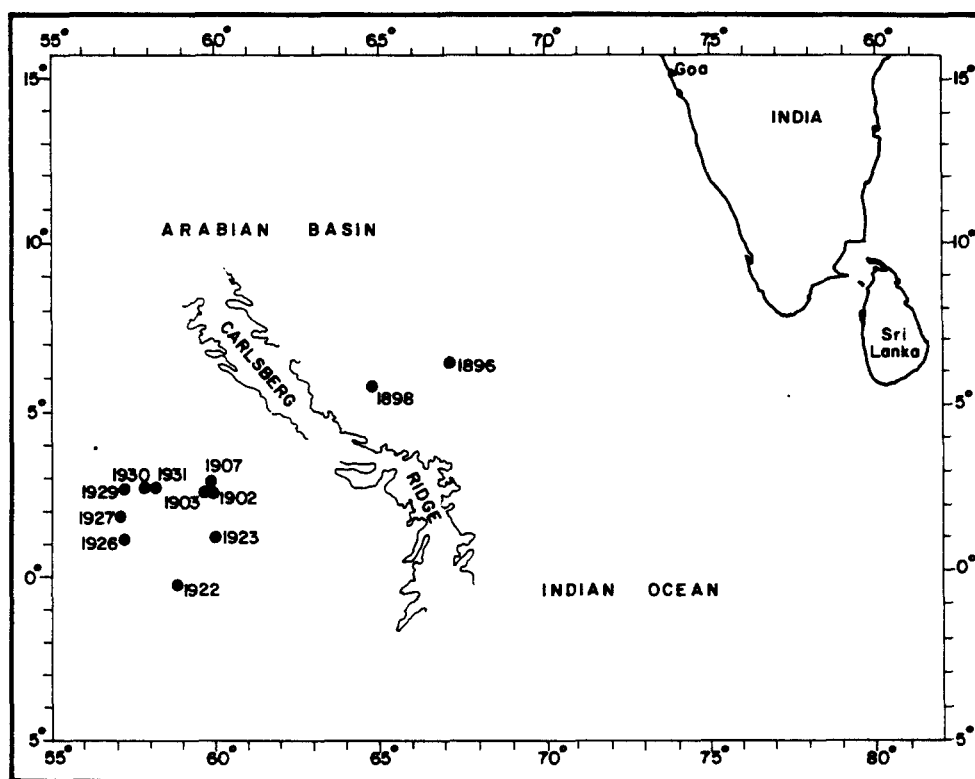 55° 60° 65° 70° 75° 80°
15° 15°
Goa
INDIA
ARABIAN BASIN
10° 10°
CARLSBERG
Sri
Lanka
1896
1898
5° 5°
1907
1930 1931
1929
1903 1902
RIDGE
1927
1926
1923
0° 0°
1922
INDIAN OCEAN
5° 5°
55° 60° 65° 70° 75° 80°